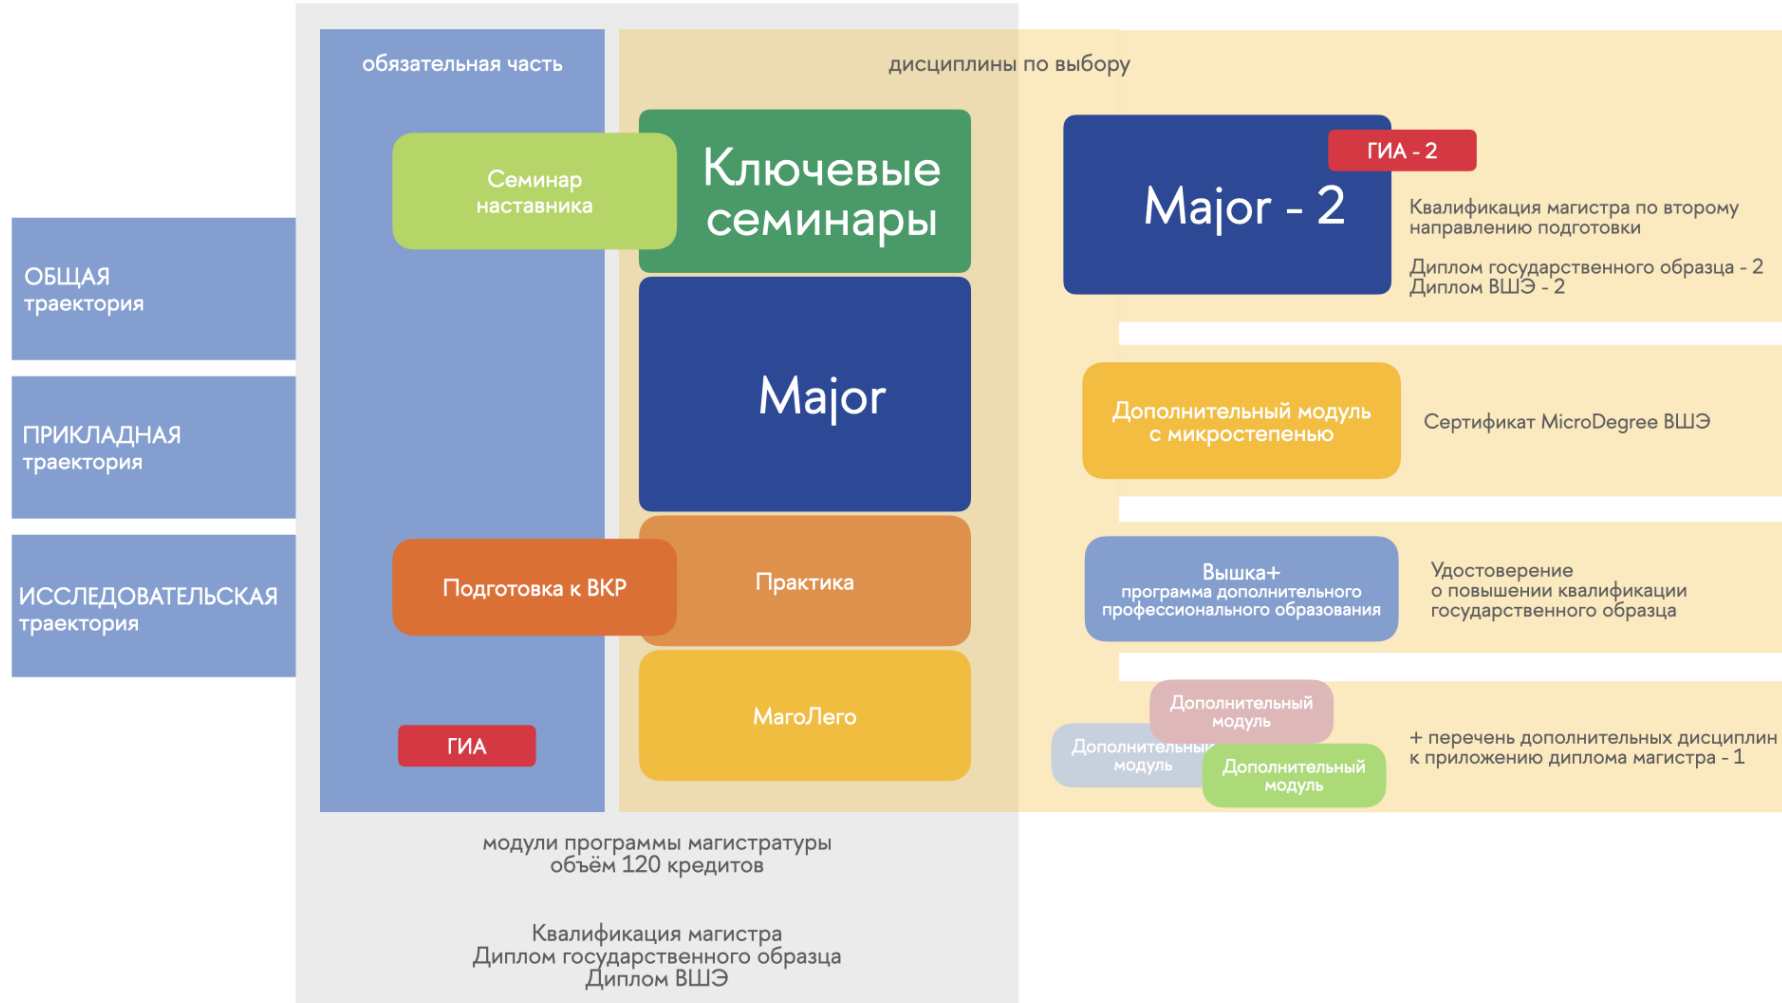 обязательная часть
дисциплины по выбору
ОБЩАЯ
траектория
ПРИКЛАДНАЯ
траектория
ИССЛЕДОВАТЕЛЬСКАЯ
траектория
Семинар
наставника
Подготовка к ВКР
ГИА
Ключевые
семинары
Major
Практика
МагоЛего
Major - 2
ГИА - 2
Квалификация магистра по второму
направлению подготовки
Диплом государственного образца - 2
Диплом ВШЭ - 2
Дополнительный модуль
с микростепенью
Сертификат MicroDegree ВШЭ
Вышка+
программа дополнительного
профессионального образования
Удостоверение
о повышении квалификации
государственного образца
Дополнительный
модуль
Дополнительный
модуль
Дополнительный
модуль
+ перечень дополнительных дисциплин
к приложению диплома магистра - 1
модули программы магистратуры
объём 120 кредитов
Квалификация магистра
Диплом государственного образца
Диплом ВШЭ